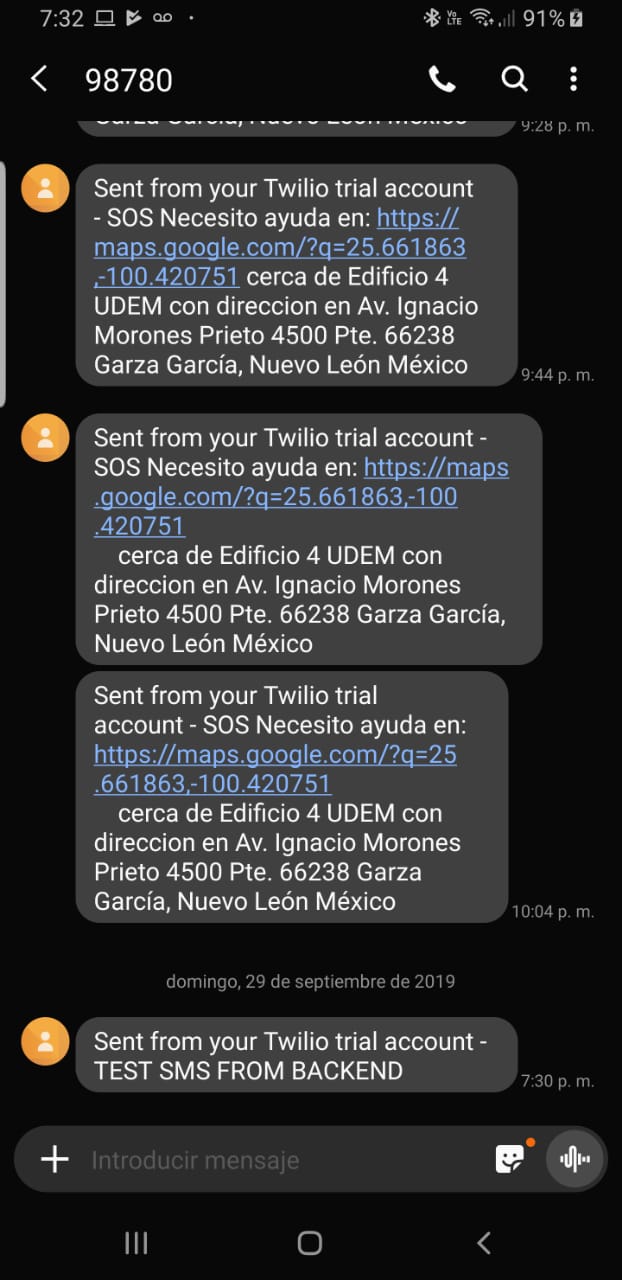 7:32
Vo LTE
91%
98780
Garza García, Nuevo León México
9:28 p. m.
Sent from your Twilio trial account
- SOS Necesito ayuda en: https://
maps.google.com/?q=25.661863
,-100.420751 cerca de Edificio 4
UDEM con direccion en Av. Ignacio
Morones Prieto 4500 Pte. 66238
Garza García, Nuevo León México
9:44 p. m.
Sent from your Twilio trial account -
SOS Necesito ayuda en: https://maps
.google.com/?q=25.661863,-100
.420751
cerca de Edificio 4 UDEM con
direccion en Av. Ignacio Morones
Prieto 4500 Pte. 66238 Garza García,
Nuevo León México
Sent from your Twilio trial
account - SOS Necesito ayuda en:
https://maps.google.com/?q=25
.661863,-100.420751
cerca de Edificio 4 UDEM con
direccion en Av. Ignacio Morones
Prieto 4500 Pte. 66238 Garza
García, Nuevo León México
10:04 p. m.
domingo, 29 de septiembre de 2019
Sent from your Twilio trial account -
TEST SMS FROM BACKEND
7:30 p. m.
Introducir mensaje